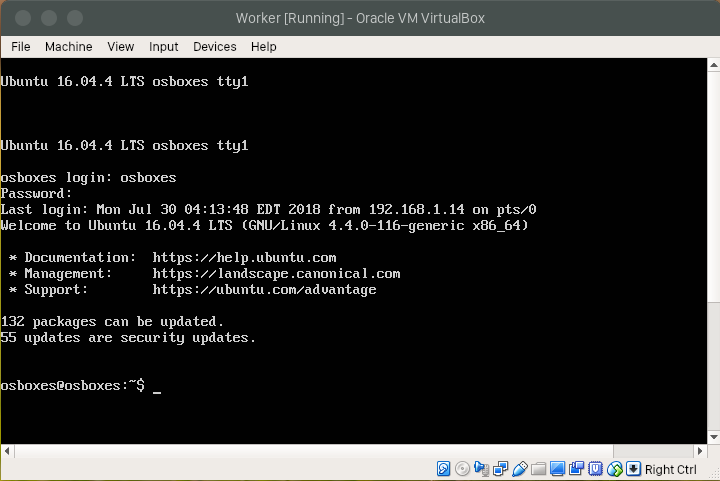 Worker [Running] - Oracle VM VirtualBox
File Machine View Input Devices Help
Ubuntu 16.04.4 LTS osboxes tty1
Ubuntu 16.04.4 LTS osboxes tty1
osboxes login: osboxes
Password:
Last login: Mon Jul 30 04:13:48 EDT 2018 from 192.168.1.14 on pts/0
Welcome to Ubuntu 16.04.4 LTS (GNU/Linux 4.4.0-116-generic x86_64)
* Documentation:  https://help.ubuntu.com
* Management:     https://landscape.canonical.com
* Support:        https://ubuntu.com/advantage
132 packages can be updated.
55 updates are security updates.
osboxes@osboxes:~$ _
Right Ctrl